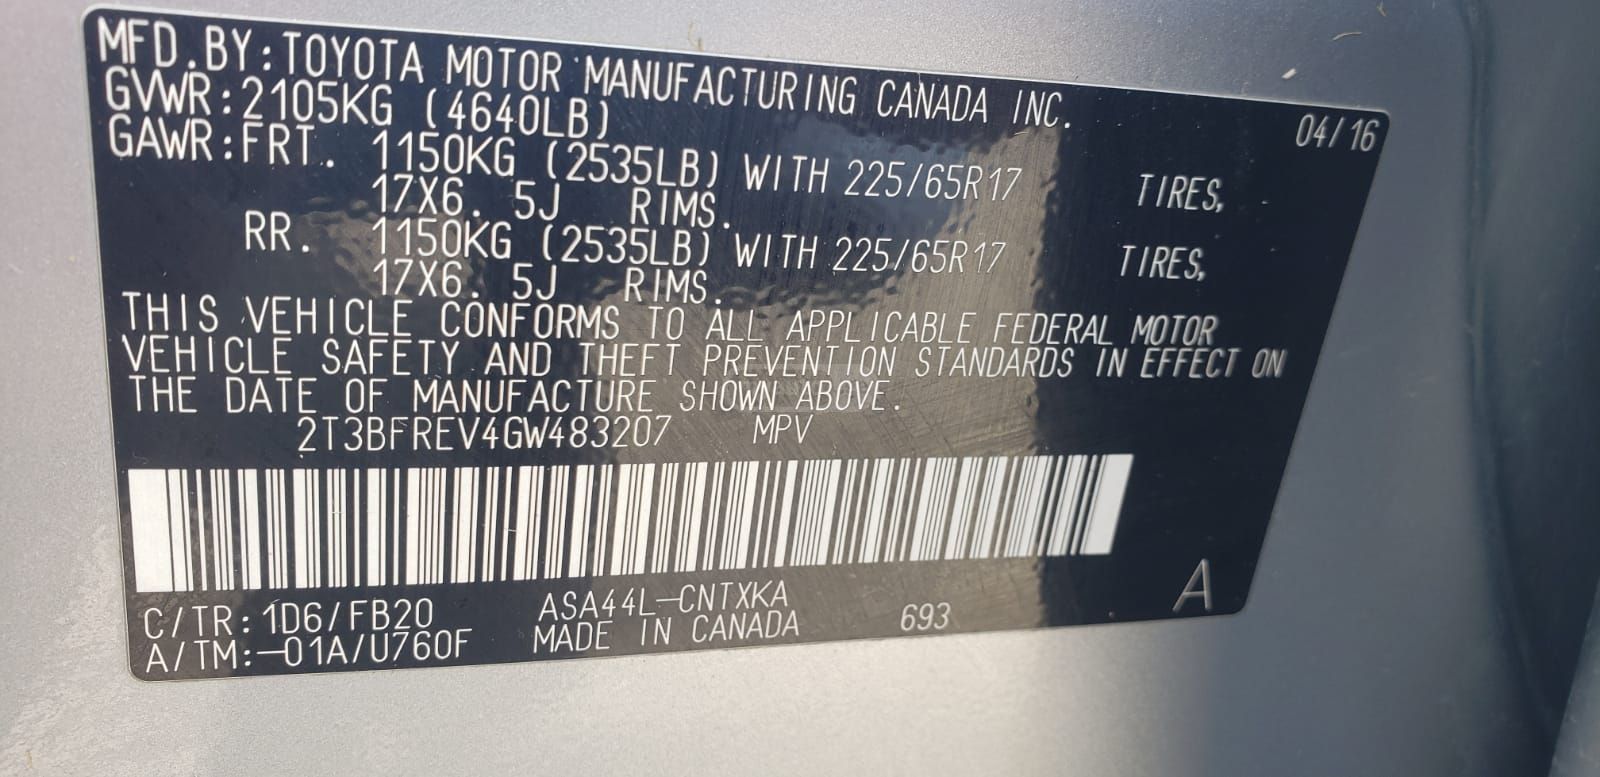 MFD.BY:TOYOTA MOTOR MANUFACTURING CANADA INC.
GVWR:2105KG (4640LB) 04/16
GAWR:FRT. 1150KG (2535LB) WITH 225/65R17 TIRES,
17X6.5J RIMS.
RR. 1150KG (2535LB) WITH 225/65R17 TIRES,
17X6.5J RIMS.
THIS VEHICLE CONFORMS TO ALL APPLICABLE FEDERAL MOTOR
VEHICLE SAFETY AND THEFT PREVENTION STANDARDS IN EFFECT ON
THE DATE OF MANUFACTURE SHOWN ABOVE.
2T3BFREV4GW483207 MPV
C/TR:1D6/FB20 ASA44L-CNTXKA A
A/TM:-01A/U760F MADE IN CANADA 693